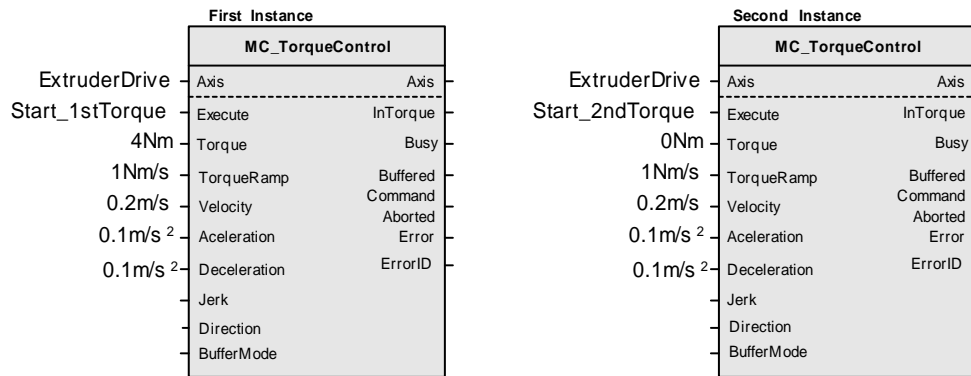 First Instance
MC_TorqueControl
ExtruderDrive Axis Axis
Start_1stTorque Execute InTorque
4Nm Torque Busy
1Nm/s TorqueRamp Buffered
0.2m/s Velocity Command
Aborted
0.1m/s ² Aceleration Error
0.1m/s ² Deceleration ErrorID
Jerk
Direction
BufferMode
Second Instance
MC_TorqueControl
ExtruderDrive Axis Axis
Start_2ndTorque Execute InTorque
0Nm Torque Busy
1Nm/s TorqueRamp Buffered
0.2m/s Velocity Command
Aborted
0.1m/s ² Aceleration Error
0.1m/s ² Deceleration ErrorID
Jerk
Direction
BufferMode